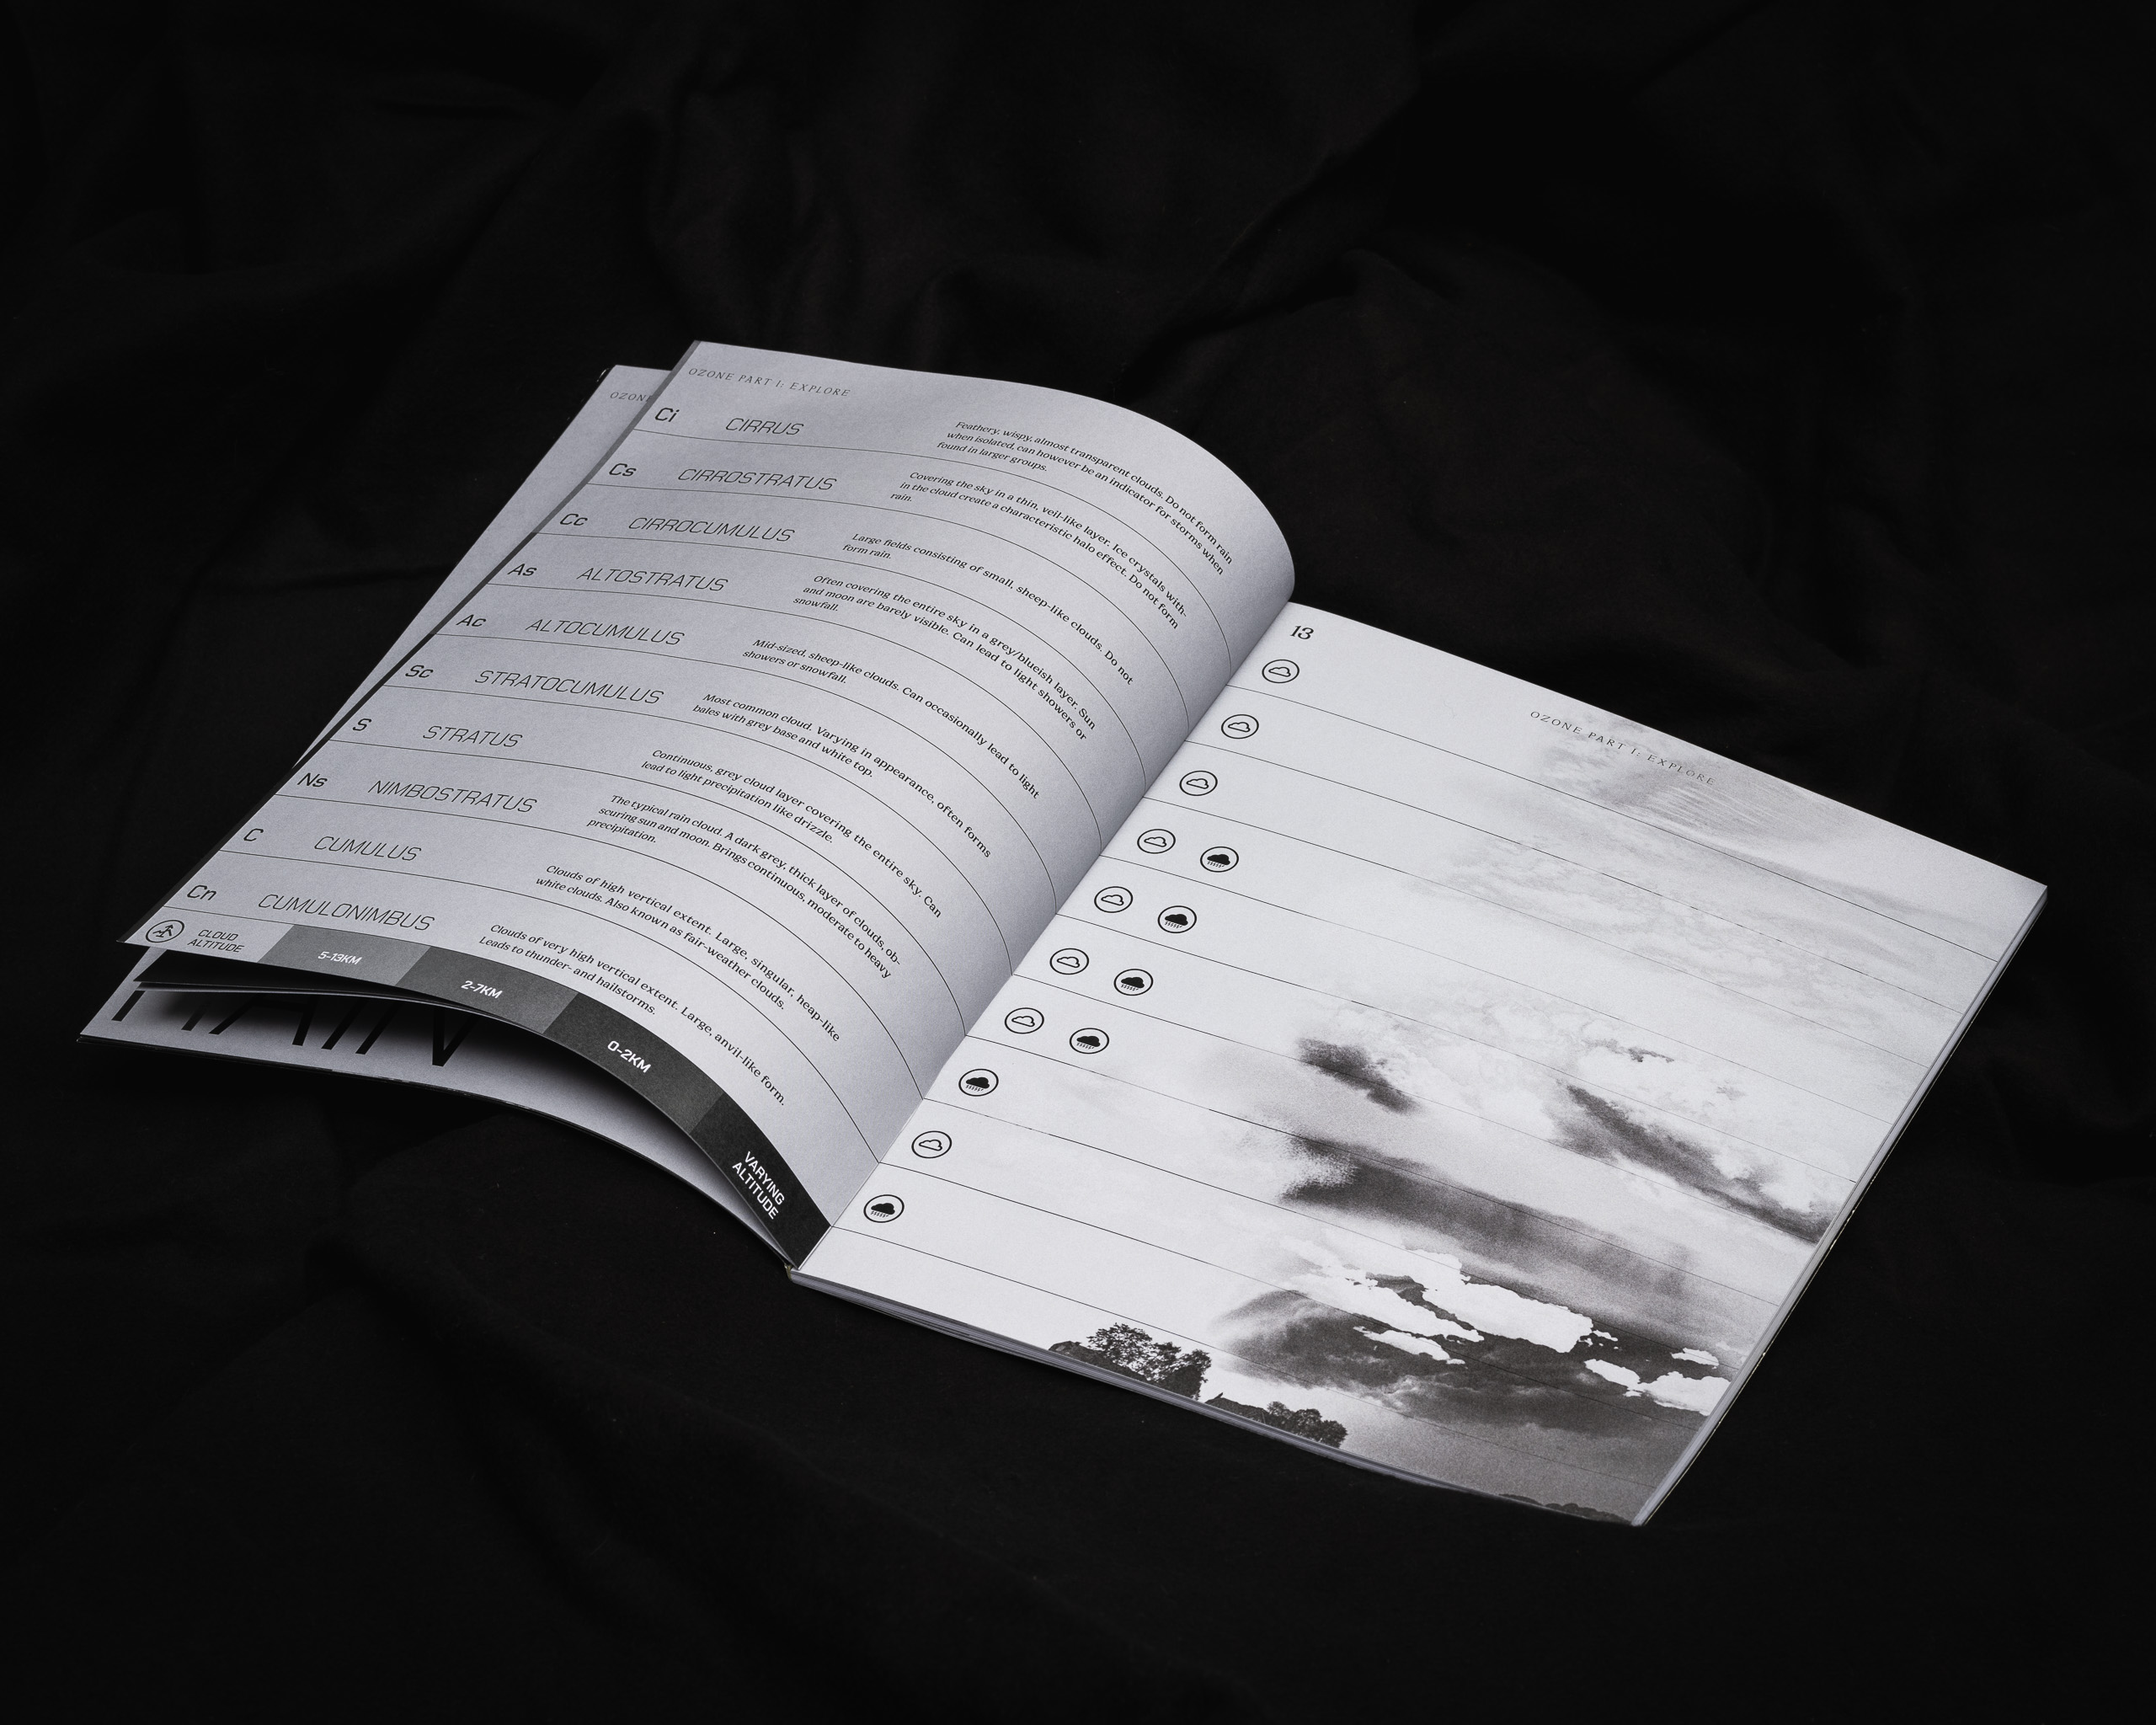 OZONE PART I: EXPLORE
Ci CIRRUS
Feathery, wispy, almost transparent clouds. Do not form rain
when isolated, can however be an indicator for storms when
found in larger groups.
Cs CIRROSTRATUS
Covering the sky in a thin, veil-like layer. Ice crystals with-
in the cloud create a characteristic halo effect. Do not form
rain.
Cc CIRROCUMULUS
Large fields consisting of small, sheep-like clouds. Do not
form rain.
As ALTOSTRATUS
Often covering the entire sky in a grey/blueish layer. Sun
and moon are barely visible. Can lead to light showers or
snowfall.
Ac ALTOCUMULUS
Mid-sized, sheep-like clouds. Can occasionally lead to light
showers or snowfall.
Sc STRATOCUMULUS
Most common cloud. Varying in appearance, often forms
bales with grey base and white top.
S STRATUS
Continuous, grey cloud layer covering the entire sky. Can
lead to light precipitation like drizzle.
Ns NIMBOSTRATUS
The typical rain cloud. A dark grey, thick layer of clouds, ob-
scuring sun and moon. Brings continuous, moderate to heavy
precipitation.
C CUMULUS
Clouds of high vertical extent. Large, singular, heap-like
white clouds. Also known as fair-weather clouds.
Cn CUMULONIMBUS
Clouds of very high vertical extent. Large, anvil-like form.
Leads to thunder- and hailstorms.
CLOUD
ALTITUDE
5-13KM
2-7KM
0-2KM
VARYING
ALTITUDE
13
OZONE PART I: EXPLORE